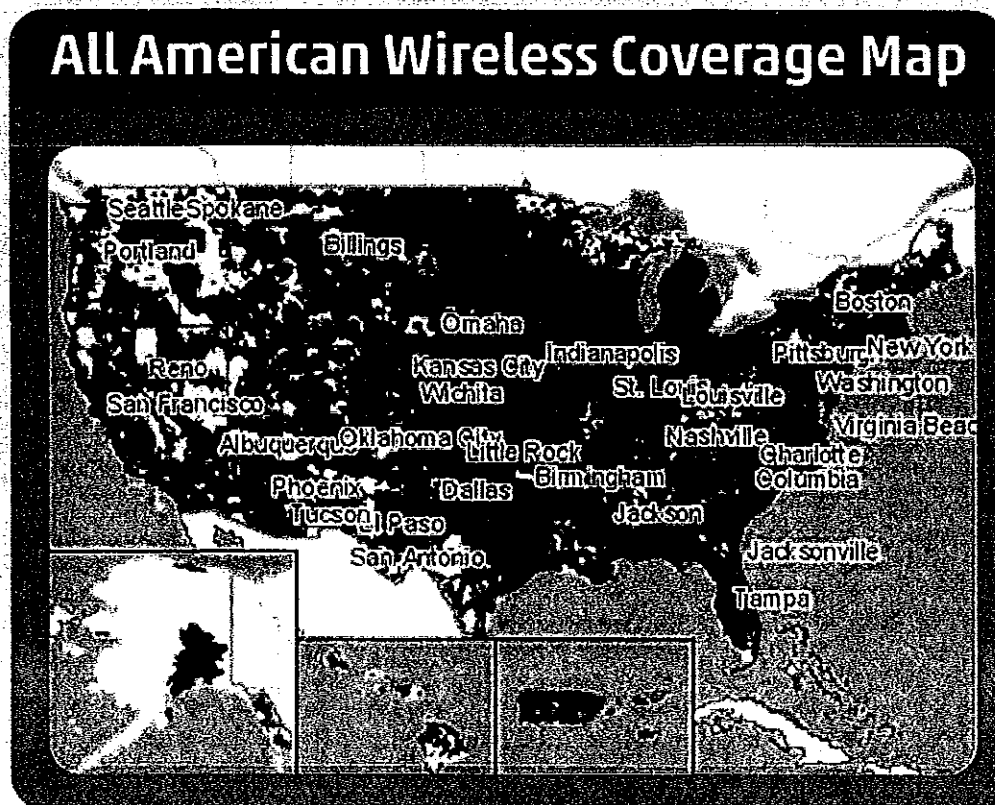 All American Wireless Coverage Map
Seattle Spokane
Portland
Billings
Boston
Omaha
Indianapolis
Pittsburg New York
Reno
Kansas City
Wichita
St. Louis Louisville
Washington
San Francisco
Albuquerque Oklahoma City
Little Rock
Nashville
Virginia Beac
Charlotte
Birmingham
Columbia
Phoenix
Dallas
Tucson El Paso
Jackson
San Antonio
Jacksonville
Tampa